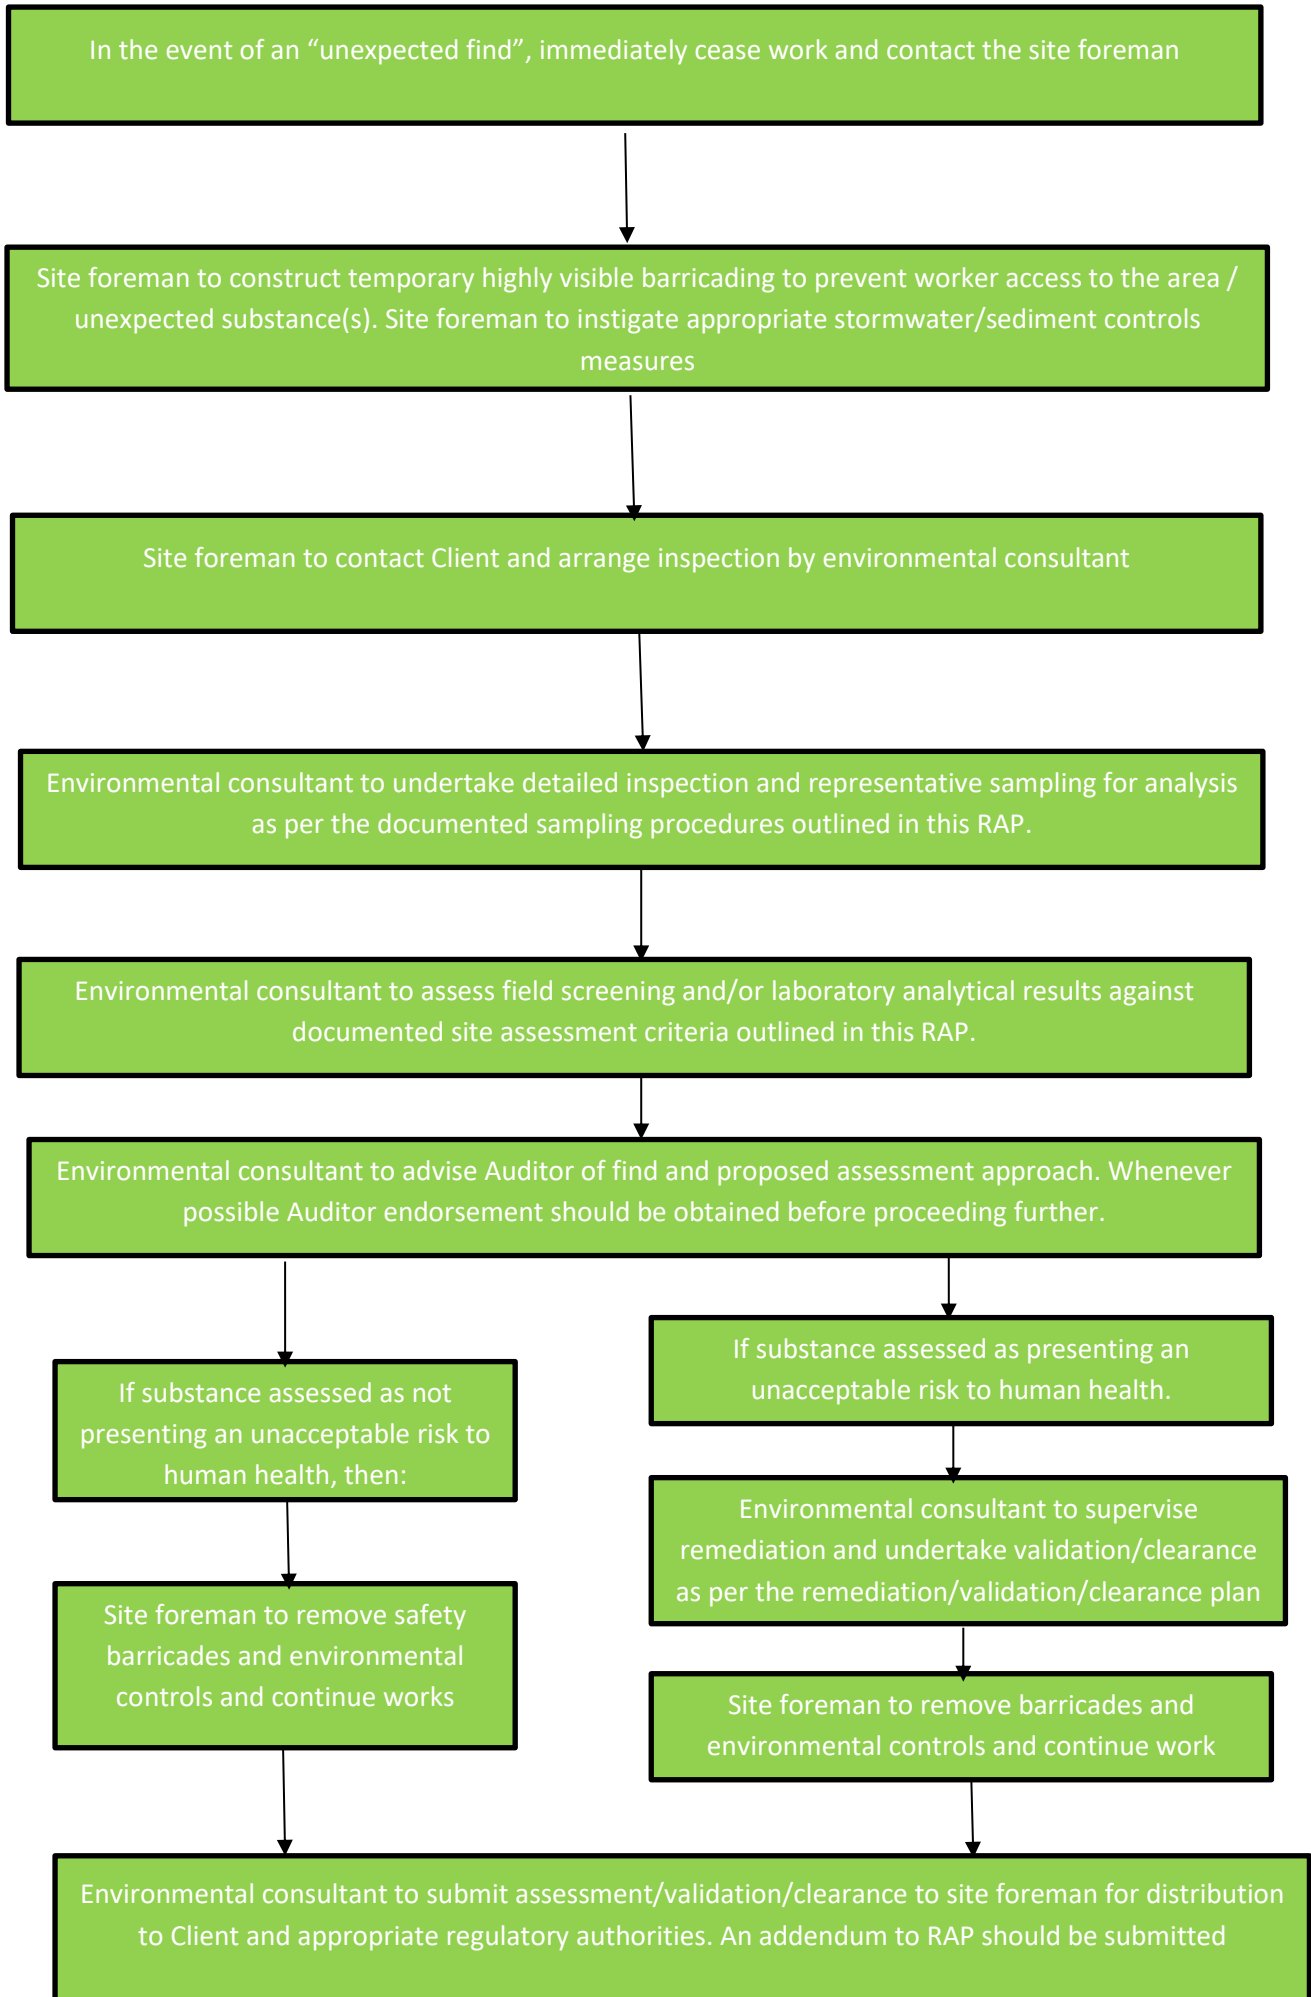 In the event of an “unexpected find”, immediately cease work and contact the site foreman
Site foreman to construct temporary highly visible barricading to prevent worker access to the area /
unexpected substance(s). Site foreman to instigate appropriate stormwater/sediment controls
measures
Site foreman to contact Client and arrange inspection by environmental consultant
Environmental consultant to undertake detailed inspection and representative sampling for analysis
as per the documented sampling procedures outlined in this RAP.
Environmental consultant to assess field screening and/or laboratory analytical results against
documented site assessment criteria outlined in this RAP.
Environmental consultant to advise Auditor of find and proposed assessment approach. Whenever
possible Auditor endorsement should be obtained before proceeding further.
If substance assessed as not
presenting an unacceptable risk to
human health, then:
Site foreman to remove safety
barricades and environmental
controls and continue works
If substance assessed as presenting an
unacceptable risk to human health.
Environmental consultant to supervise
remediation and undertake validation/clearance
as per the remediation/validation/clearance plan
Site foreman to remove barricades and
environmental controls and continue work
Environmental consultant to submit assessment/validation/clearance to site foreman for distribution
to Client and appropriate regulatory authorities. An addendum to RAP should be submitted